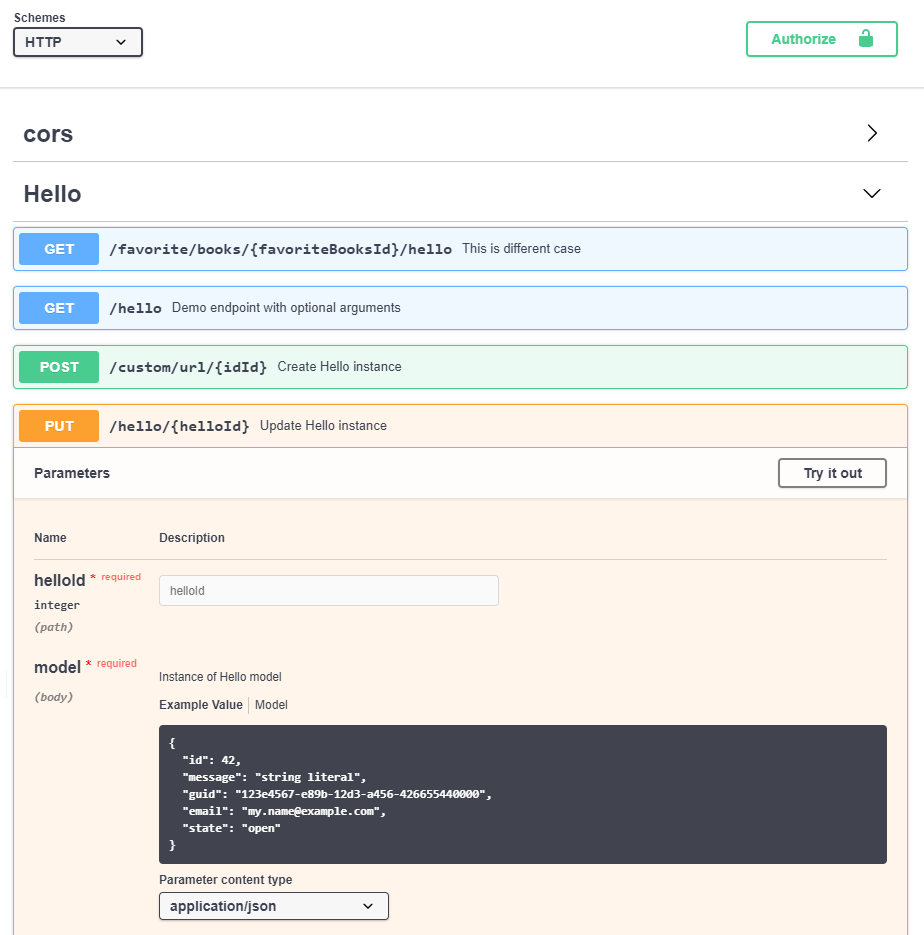 Schemes
HTTP
Authorize
cors
Hello
GET /favorite/books/{favoriteBooksId}/hello This is different case
GET /hello Demo endpoint with optional arguments
POST /custom/url/{idId} Create Hello instance
PUT /hello/{helloId} Update Hello instance
Parameters Try it out
Name Description
helloId * required
helloId
integer
(path)
model * required
(body)
Instance of Hello model
Example Value Model
{
"id": 42,
"message": "string literal",
"guid": "123e4567-e89b-12d3-a456-426655440000",
"email": "my.name@example.com",
"state": "open"
}
Parameter content type
application/json